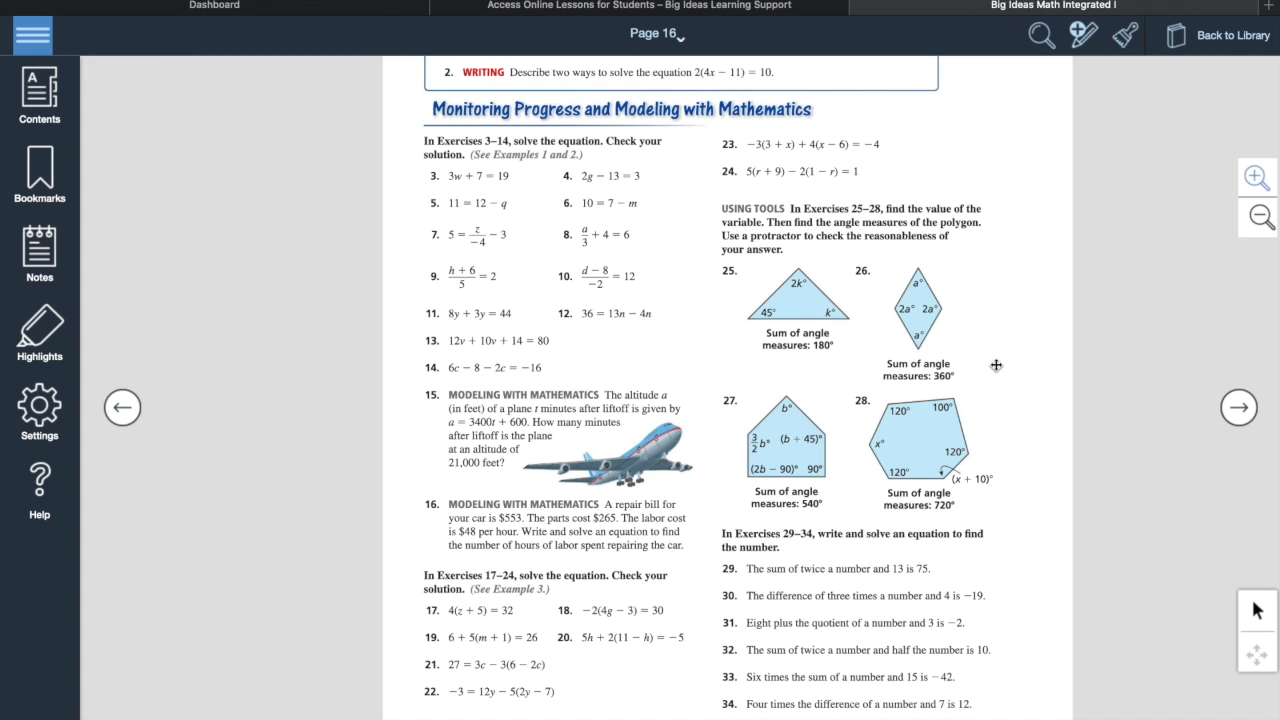 Dashboard
Access Online Lessons for Students – Big Ideas Learning Support
Big Ideas Math Integrated I
Page 16
Back to Library
Contents
Bookmarks
Notes
Highlights
Settings
Help
2. WRITING Describe two ways to solve the equation 2(4x − 11) = 10.
Monitoring Progress and Modeling with Mathematics
In Exercises 3–14, solve the equation. Check your
solution. (See Examples 1 and 2.)
3. 3w + 7 = 19
4. 2g − 13 = 3
5. 11 = 12 − q
6. 10 = 7 − m
7. 5 = z/−4 − 3
8. a/3 + 4 = 6
9. h + 6/5 = 2
10. d − 8/−2 = 12
11. 8y + 3y = 44
12. 36 = 13n − 4n
13. 12v + 10v + 14 = 80
14. 6c − 8 − 2c = −16
15. MODELING WITH MATHEMATICS The altitude a
(in feet) of a plane t minutes after liftoff is given by
a = 3400t + 600. How many minutes
after liftoff is the plane
at an altitude of
21,000 feet?
16. MODELING WITH MATHEMATICS A repair bill for
your car is $553. The parts cost $265. The labor cost
is $48 per hour. Write and solve an equation to find
the number of hours of labor spent repairing the car.
In Exercises 17–24, solve the equation. Check your
solution. (See Example 3.)
17. 4(z + 5) = 32
18. −2(4g − 3) = 30
19. 6 + 5(m + 1) = 26
20. 5h + 2(11 − h) = −5
21. 27 = 3c − 3(6 − 2c)
22. −3 = 12y − 5(2y − 7)
23. −3(3 + x) + 4(x − 6) = −4
24. 5(r + 9) − 2(1 − r) = 1
USING TOOLS In Exercises 25–28, find the value of the
variable. Then find the angle measures of the polygon.
Use a protractor to check the reasonableness of
your answer.
25.
2k°
45°
k°
Sum of angle
measures: 180°
26.
a°
2a° 2a°
a°
Sum of angle
measures: 360°
27.
b°
3/2 b° (b + 45)°
(2b − 90)° 90°
Sum of angle
measures: 540°
28.
120° 100°
x°
120°
120°
(x + 10)°
Sum of angle
measures: 720°
In Exercises 29–34, write and solve an equation to find
the number.
29. The sum of twice a number and 13 is 75.
30. The difference of three times a number and 4 is −19.
31. Eight plus the quotient of a number and 3 is −2.
32. The sum of twice a number and half the number is 10.
33. Six times the sum of a number and 15 is −42.
34. Four times the difference of a number and 7 is 12.